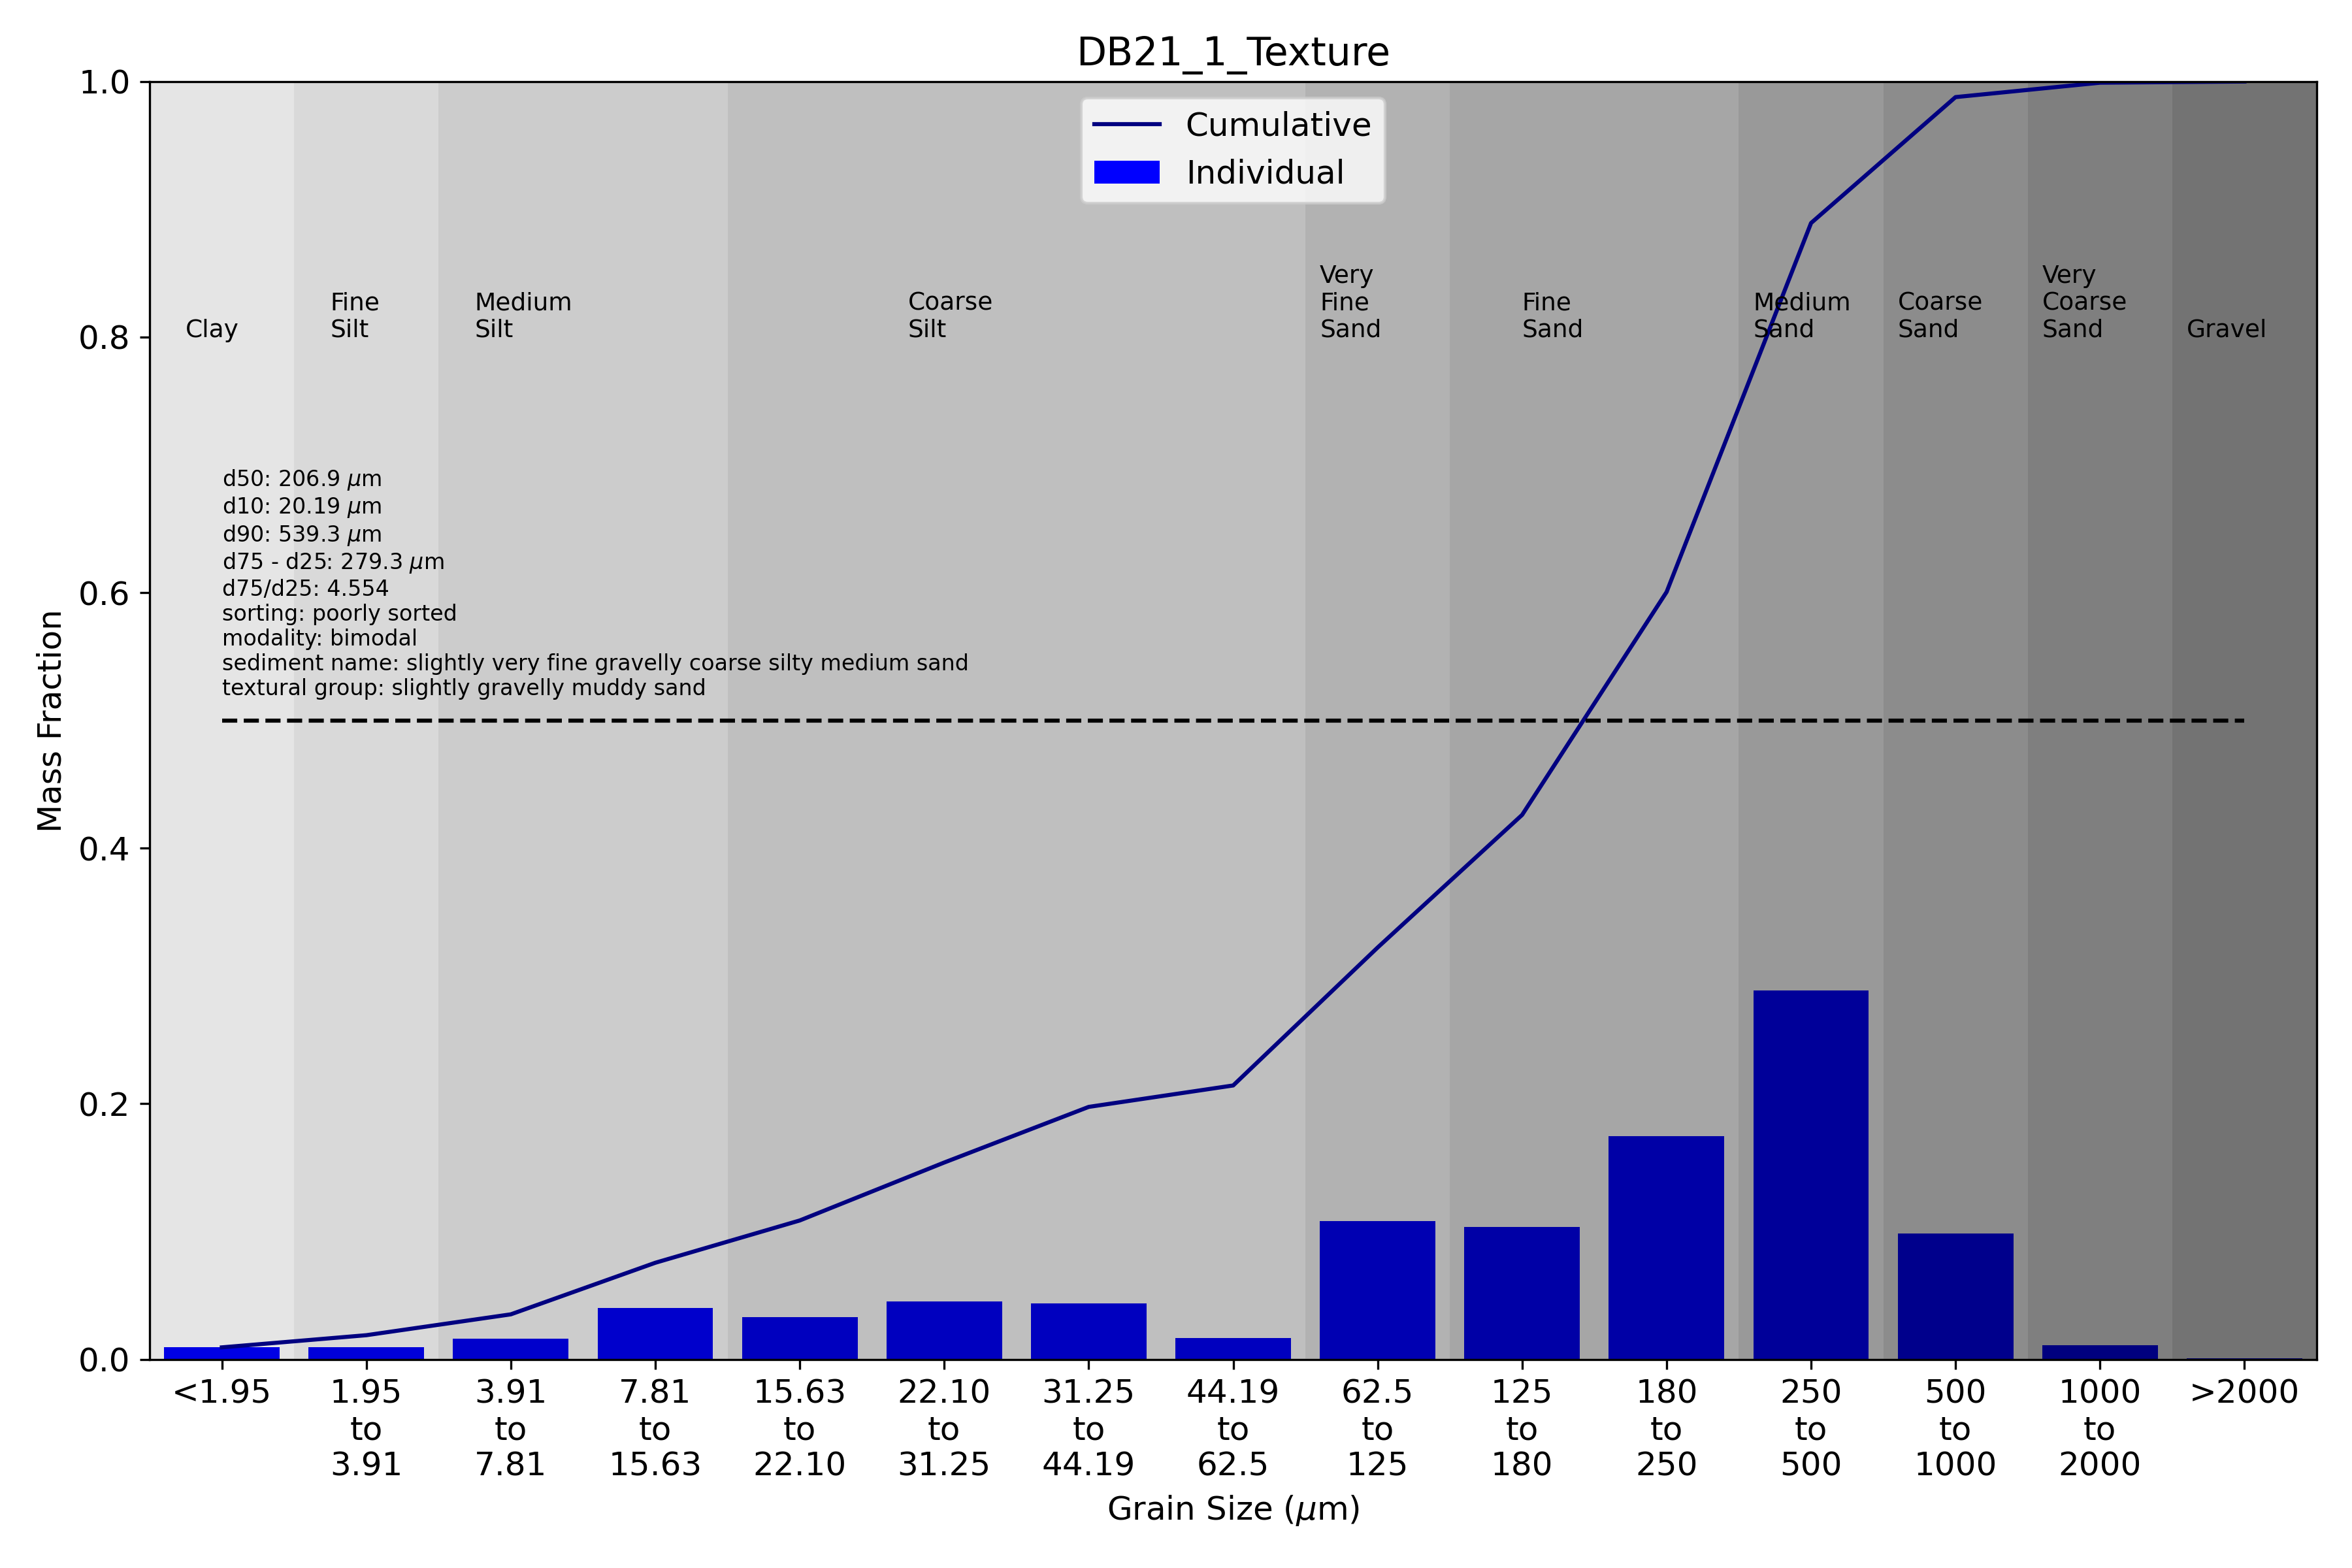 DB21_1_Texture
Cumulative
Individual
1.0
0.8
0.6
0.4
0.2
0.0
Mass Fraction
Clay
Fine
Silt
Medium
Silt
Coarse
Silt
Very
Fine
Sand
Fine
Sand
Medium
Sand
Coarse
Sand
Very
Coarse
Sand
Gravel
d50: 206.9 μm
d10: 20.19 μm
d90: 539.3 μm
d75 - d25: 279.3 μm
d75/d25: 4.554
sorting: poorly sorted
modality: bimodal
sediment name: slightly very fine gravelly coarse silty medium sand
textural group: slightly gravelly muddy sand
<1.95
1.95
to
3.91
3.91
to
7.81
7.81
to
15.63
15.63
to
22.10
22.10
to
31.25
31.25
to
44.19
44.19
to
62.5
62.5
to
125
125
to
180
180
to
250
250
to
500
500
to
1000
1000
to
2000
>2000
Grain Size (μm)